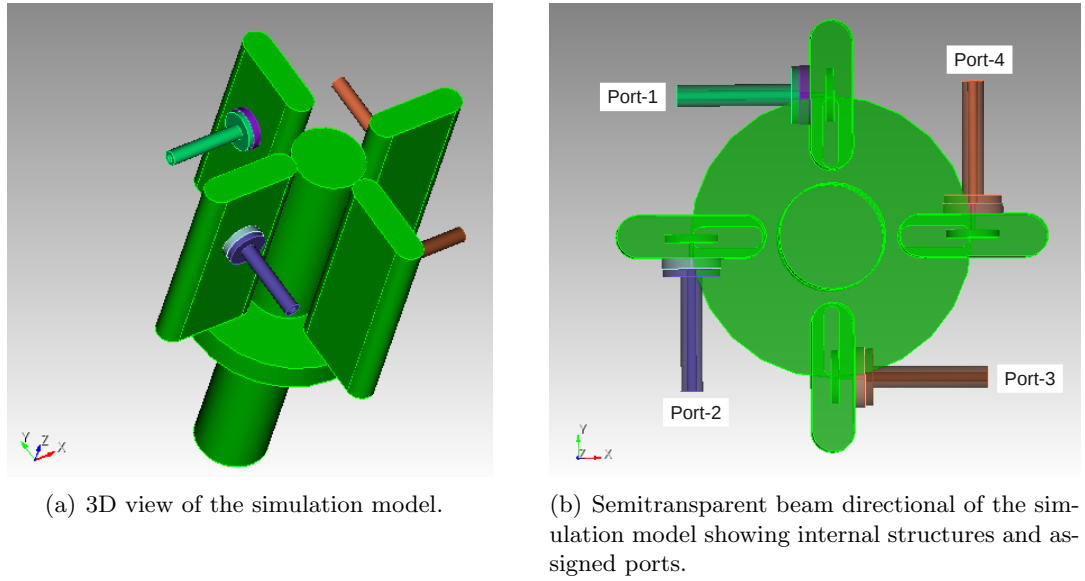 Port-4
Port-1
Port-3
Port-2
Y
Z
X
Y
Z
X
(a) 3D view of the simulation model.
(b) Semitransparent beam directional of the sim-
ulation model showing internal structures and as-
signed ports.